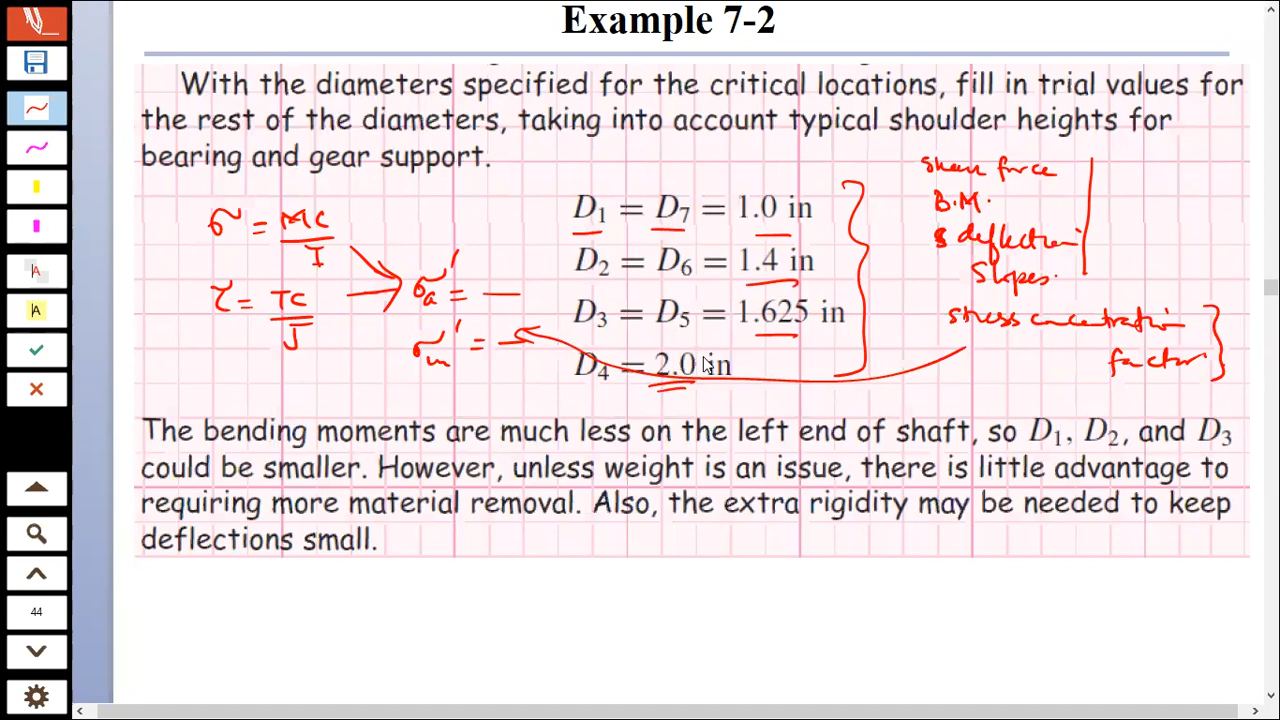 Example 7-2
With the diameters specified for the critical locations, fill in trial values for
the rest of the diameters, taking into account typical shoulder heights for
bearing and gear support.
D₁ = D₇ = 1.0 in
D₂ = D₆ = 1.4 in
D₃ = D₅ = 1.625 in
D₄ = 2.0 in
σ = MC/I
τ = TC/J
σₐ' = —
σₘ' = —
shear force
B.M.
deflection
Slopes.
stress concentration
factor
The bending moments are much less on the left end of shaft, so D₁, D₂, and D₃
could be smaller. However, unless weight is an issue, there is little advantage to
requiring more material removal. Also, the extra rigidity may be needed to keep
deflections small.
A
A
44